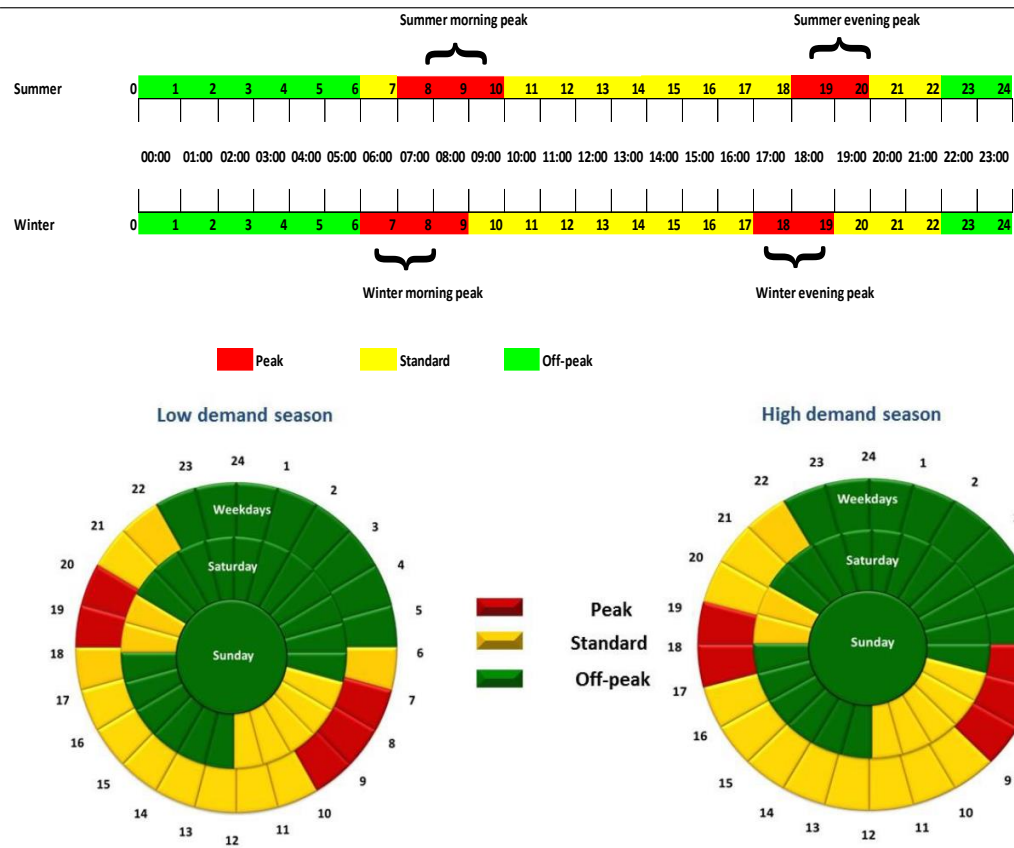 Summer morning peak Summer evening peak
Summer 0 1 2 3 4 5 6 7 8 9 10 11 12 13 14 15 16 17 18 19 20 21 22 23 24
00:00 01:00 02:00 03:00 04:00 05:00 06:00 07:00 08:00 09:00 10:00 11:00 12:00 13:00 14:00 15:00 16:00 17:00 18:00 19:00 20:00 21:00 22:00 23:00
Winter 0 1 2 3 4 5 6 7 8 9 10 11 12 13 14 15 16 17 18 19 20 21 22 23 24
Winter morning peak Winter evening peak
Peak Standard Off-peak
Low demand season
24
1
2
3
4
5
6
7
8
9
10
11
12
13
14
15
16
17
18
19
20
21
22
23
Weekdays
Saturday
Sunday
Peak
Standard
Off-peak
High demand season
24
1
2
9
10
11
12
13
14
15
16
17
18
19
20
21
22
23
Weekdays
Saturday
Sunday